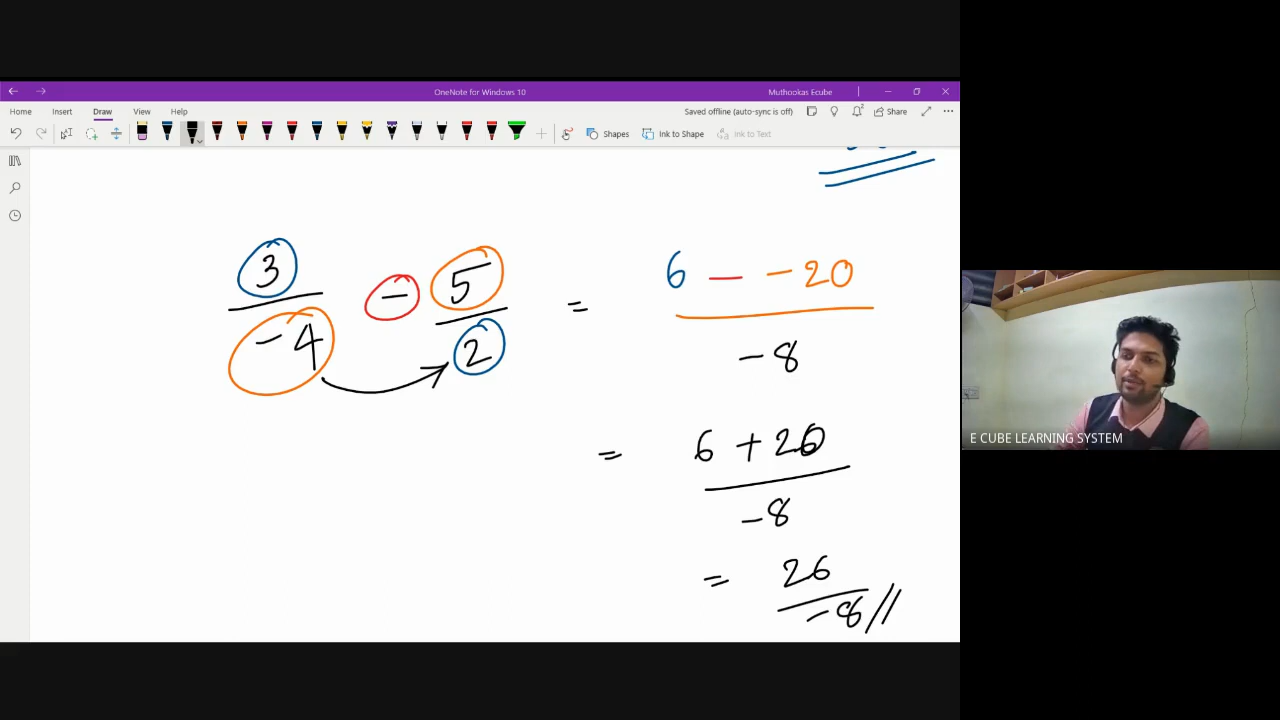 OneNote for Windows 10
Muthookas Ecube
Home Insert Draw View Help
Saved offline (auto-sync is off)
2
Share
Shapes
Ink to Shape
Ink to Text
3/-4 - 5/2 = 6 - -20/-8
= 6 + 20/-8
= 26/-8//
E CUBE LEARNING SYSTEM